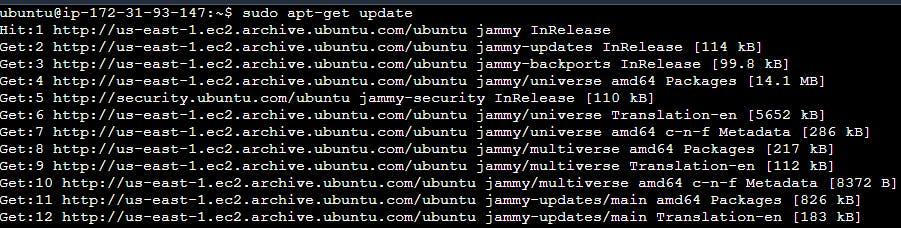 ubuntu@ip-172-31-93-147:~$ sudo apt-get update
Hit:1 http://us-east-1.ec2.archive.ubuntu.com/ubuntu jammy InRelease
Get:2 http://us-east-1.ec2.archive.ubuntu.com/ubuntu jammy-updates InRelease [114 kB]
Get:3 http://us-east-1.ec2.archive.ubuntu.com/ubuntu jammy-backports InRelease [99.8 kB]
Get:4 http://us-east-1.ec2.archive.ubuntu.com/ubuntu jammy/universe amd64 Packages [14.1 MB]
Get:5 http://security.ubuntu.com/ubuntu jammy-security InRelease [110 kB]
Get:6 http://us-east-1.ec2.archive.ubuntu.com/ubuntu jammy/universe Translation-en [5652 kB]
Get:7 http://us-east-1.ec2.archive.ubuntu.com/ubuntu jammy/universe amd64 c-n-f Metadata [286 kB]
Get:8 http://us-east-1.ec2.archive.ubuntu.com/ubuntu jammy/multiverse amd64 Packages [217 kB]
Get:9 http://us-east-1.ec2.archive.ubuntu.com/ubuntu jammy/multiverse Translation-en [112 kB]
Get:10 http://us-east-1.ec2.archive.ubuntu.com/ubuntu jammy/multiverse amd64 c-n-f Metadata [8372 B]
Get:11 http://us-east-1.ec2.archive.ubuntu.com/ubuntu jammy-updates/main amd64 Packages [826 kB]
Get:12 http://us-east-1.ec2.archive.ubuntu.com/ubuntu jammy-updates/main Translation-en [183 kB]